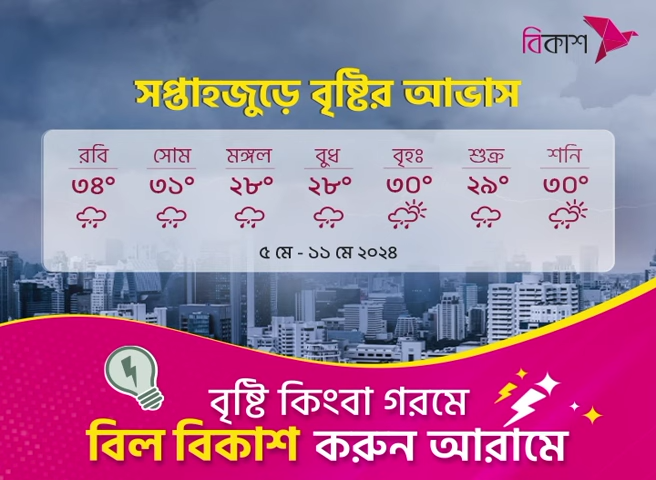 বিকাশ
সপ্তাহজুড়ে বৃষ্টির আভাস
রবি সোম মঙ্গল বুধ বৃহঃ শুক্র শনি
৩৪° ৩১° ২৮° ২৮° ৩০° ২৯° ৩০°
৫ মে - ১১ মে ২০২৪
বৃষ্টি কিংবা গরমে
বিল বিকাশ করুন আরামে